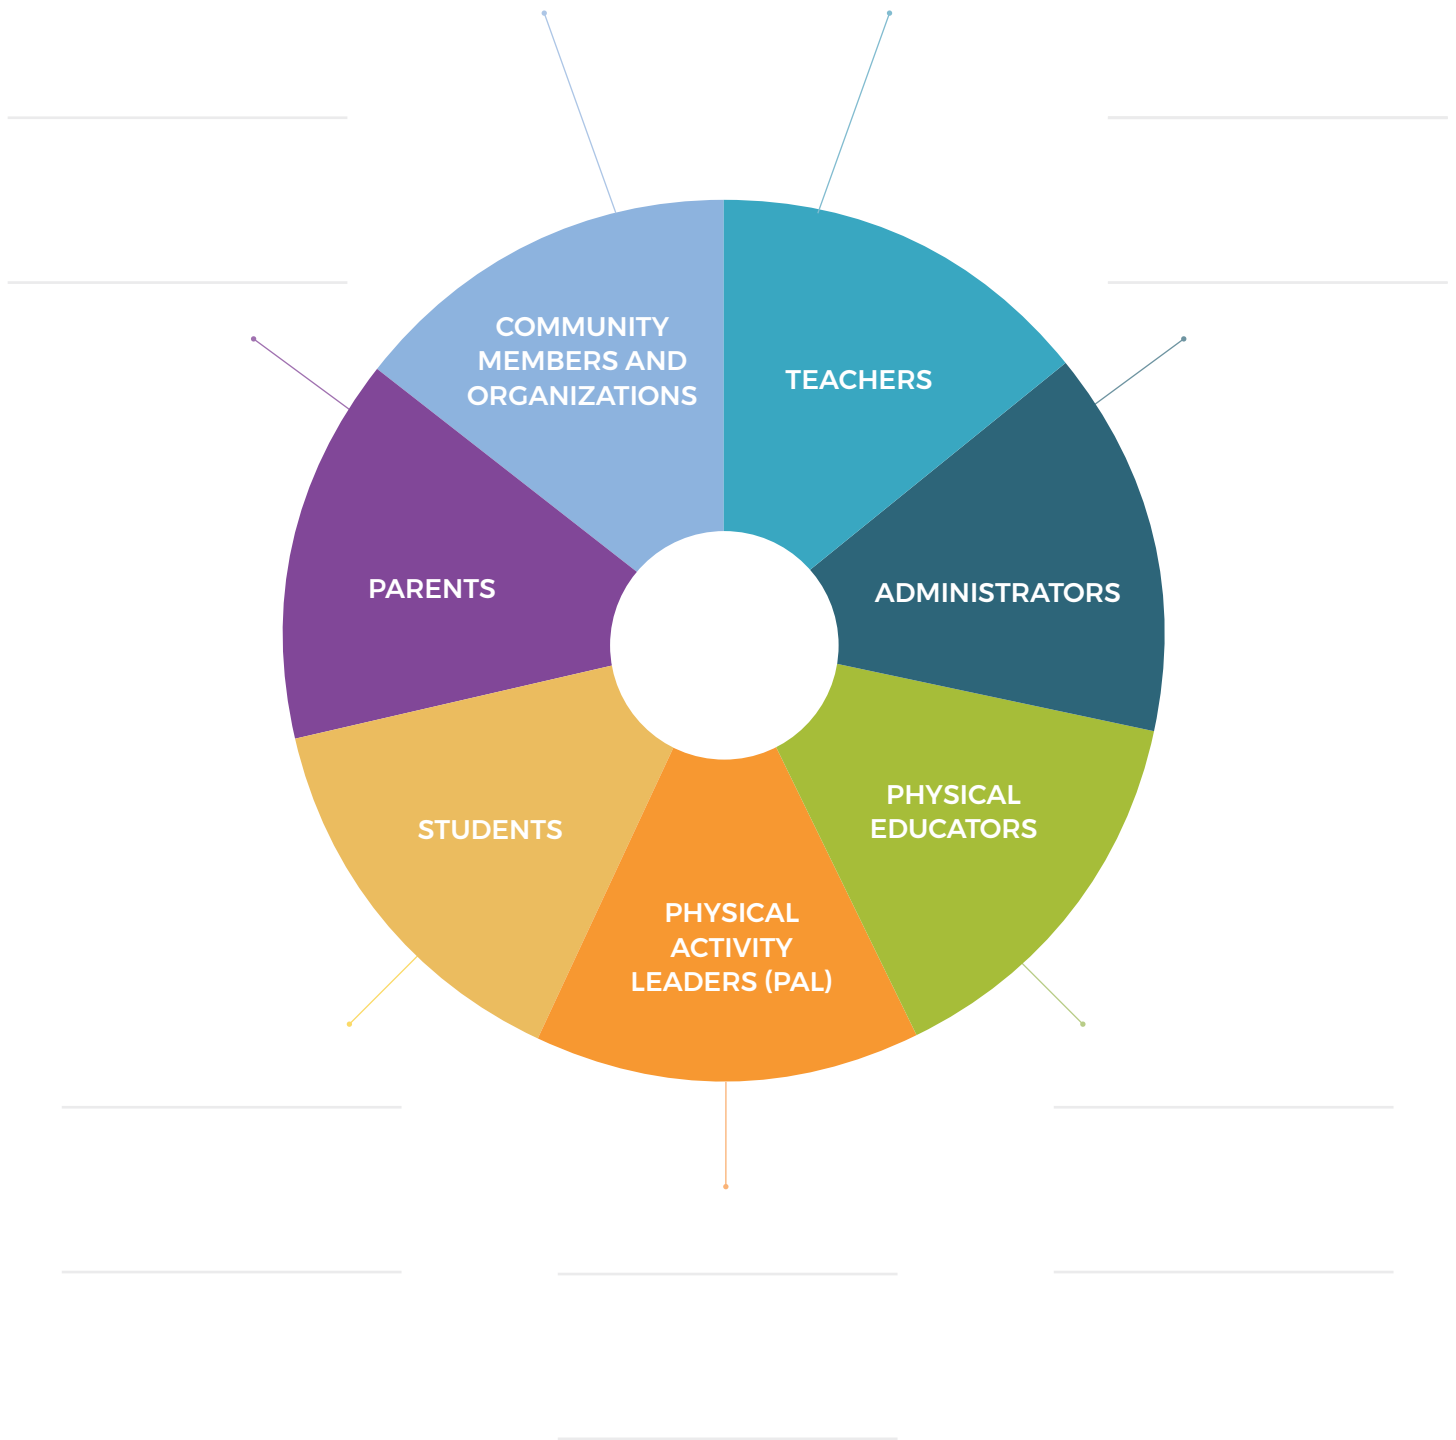 COMMUNITY
MEMBERS AND
ORGANIZATIONS
TEACHERS
PARENTS
ADMINISTRATORS
PHYSICAL
EDUCATORS
STUDENTS
PHYSICAL
ACTIVITY
LEADERS (PAL)